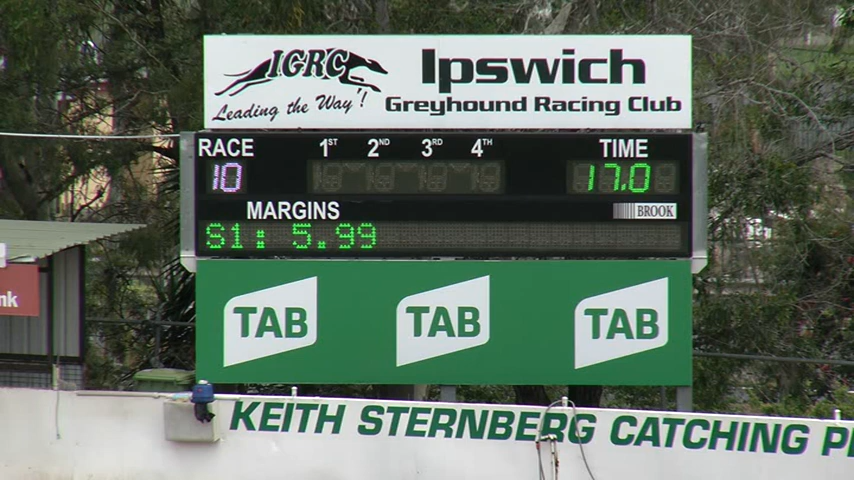 IGRC
Leading the Way!
Ipswich
Greyhound Racing Club
RACE 1ST 2ND 3RD 4TH TIME
10 17.0
MARGINS BROOK
S1: 5.99
nk
TAB TAB TAB
KEITH STERNBERG CATCHING P